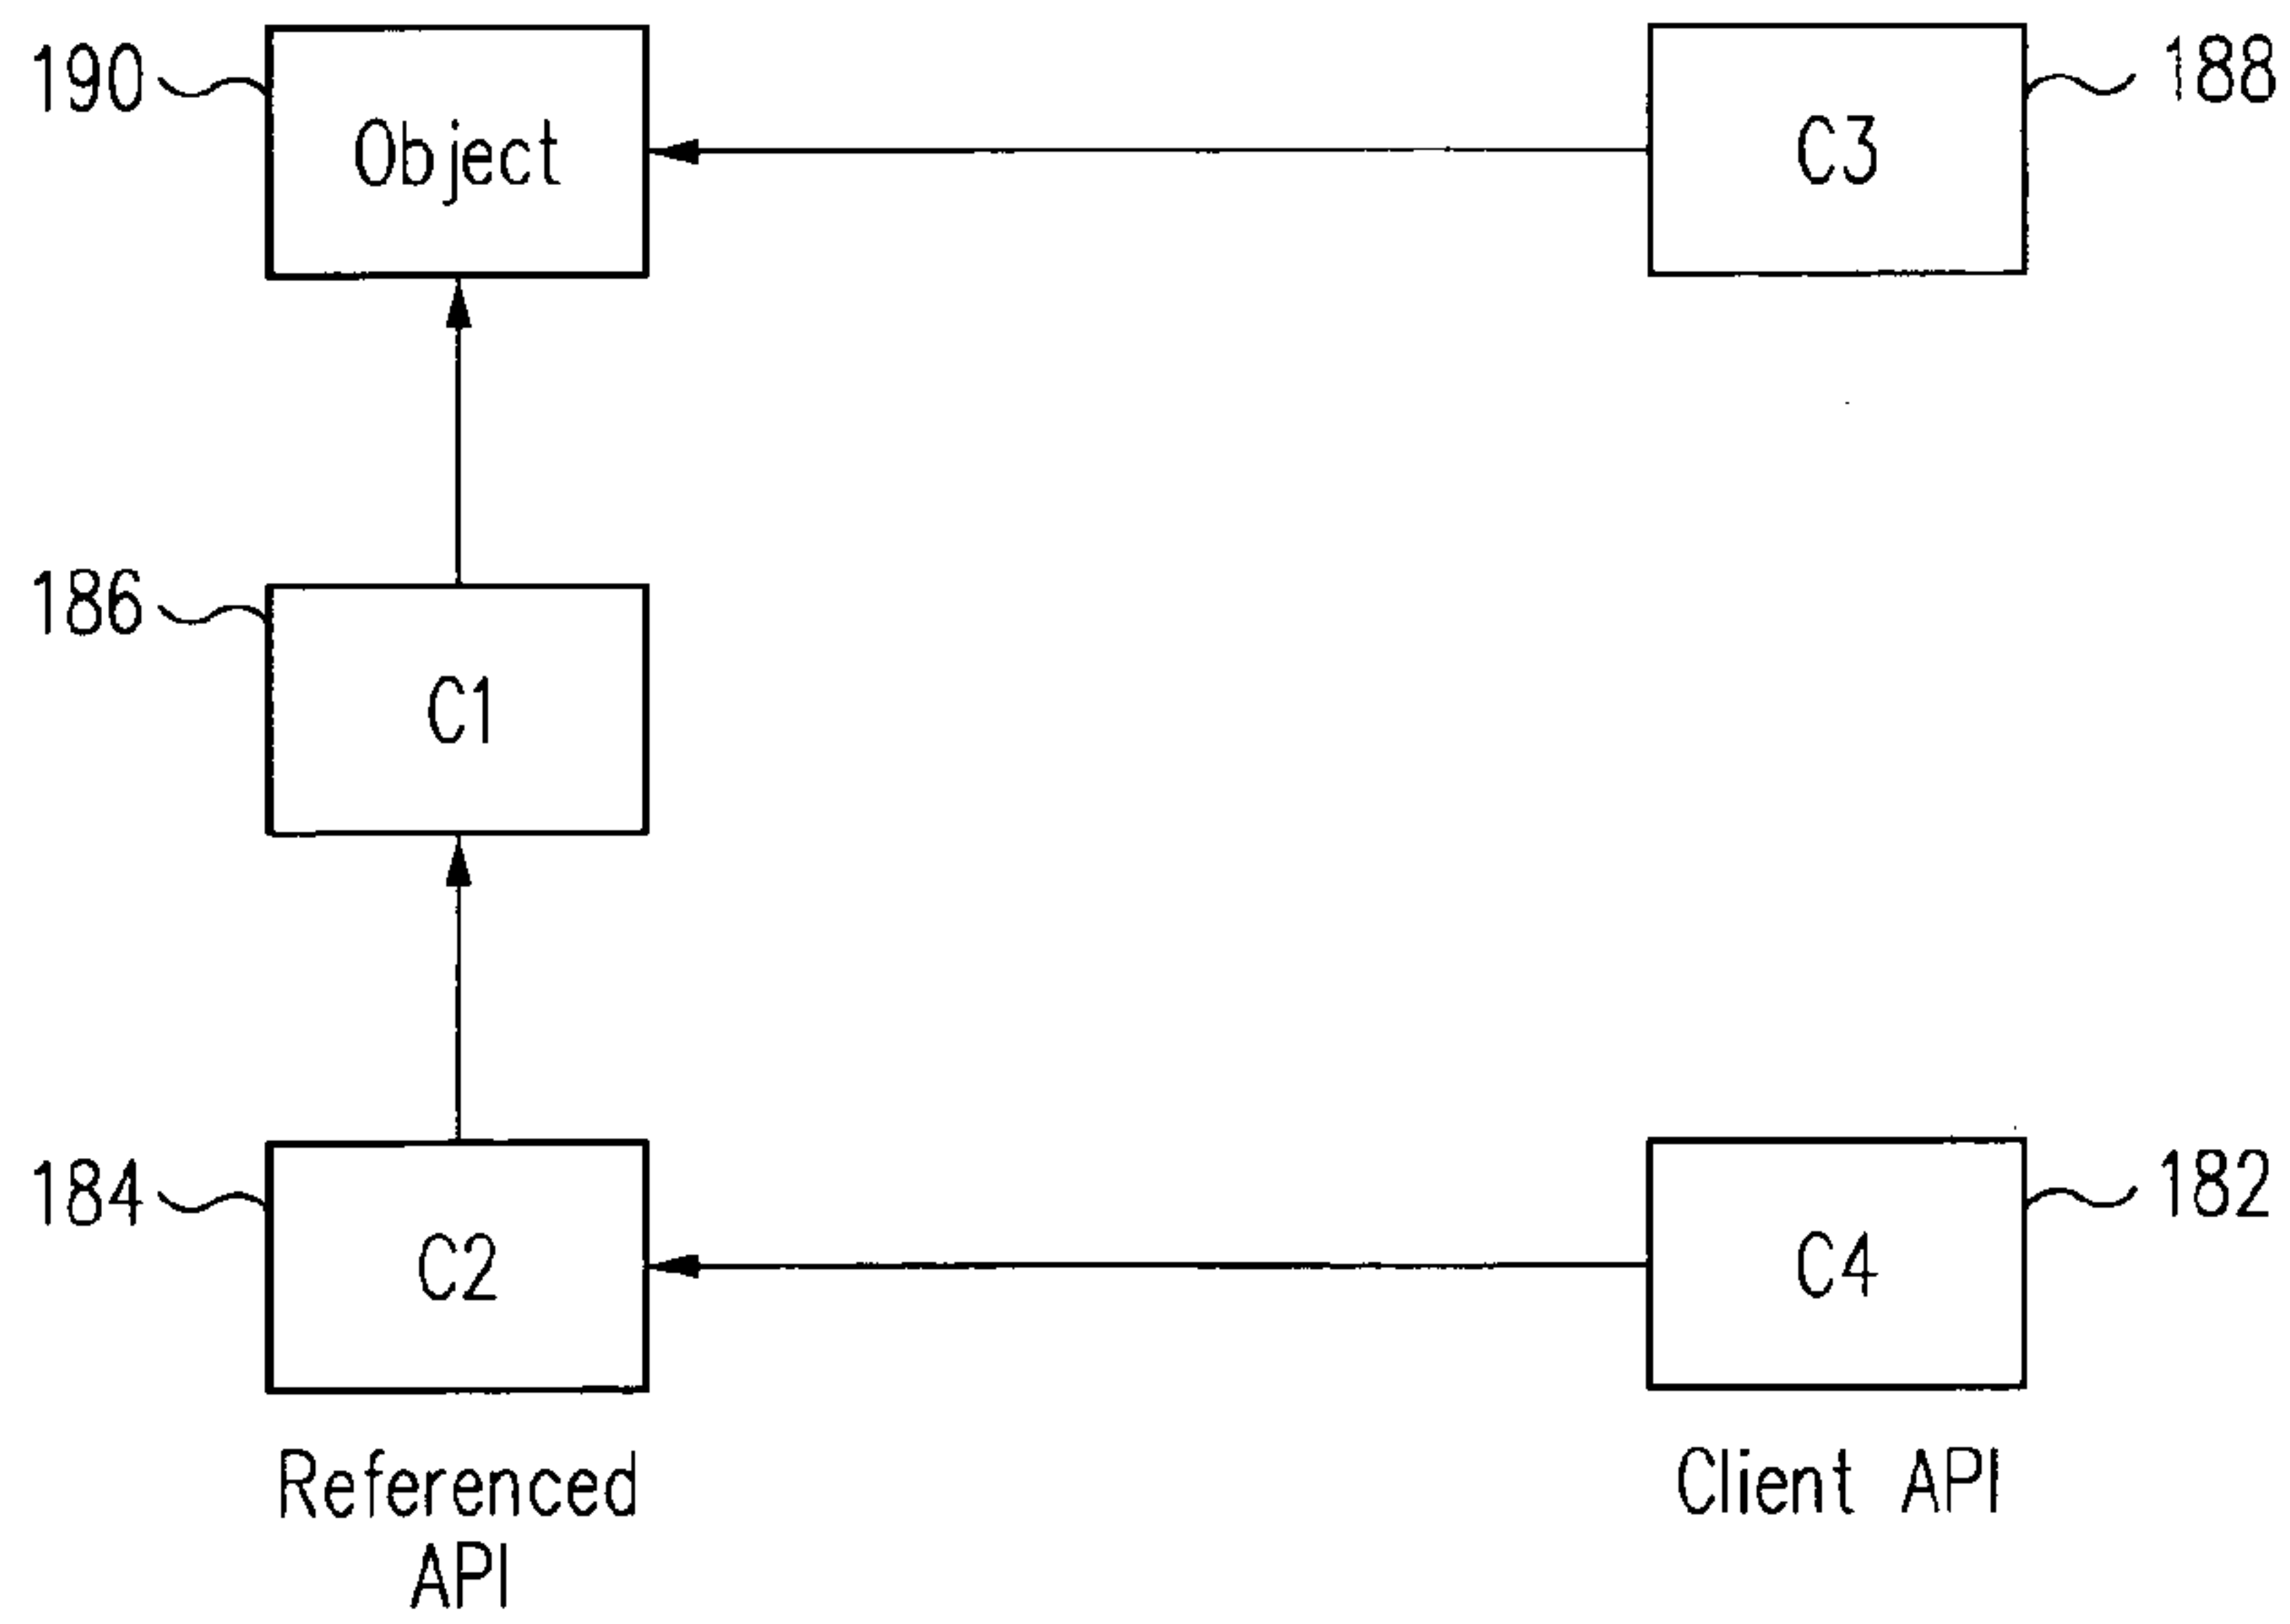 190
Object
C3
188
186
C1
184
C2
C4
182
Referenced
API
Client API